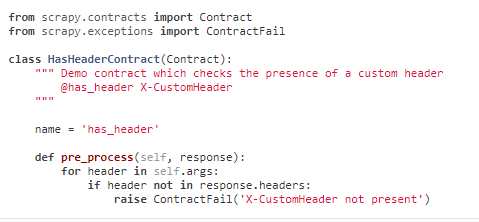 from scrapy.contracts import Contract
from scrapy.exceptions import ContractFail
class HasHeaderContract(Contract):
""" Demo contract which checks the presence of a custom header
@has_header X-CustomHeader
"""
name = 'has_header'
def pre_process(self, response):
for header in self.args:
if header not in response.headers:
raise ContractFail('X-CustomHeader not present')